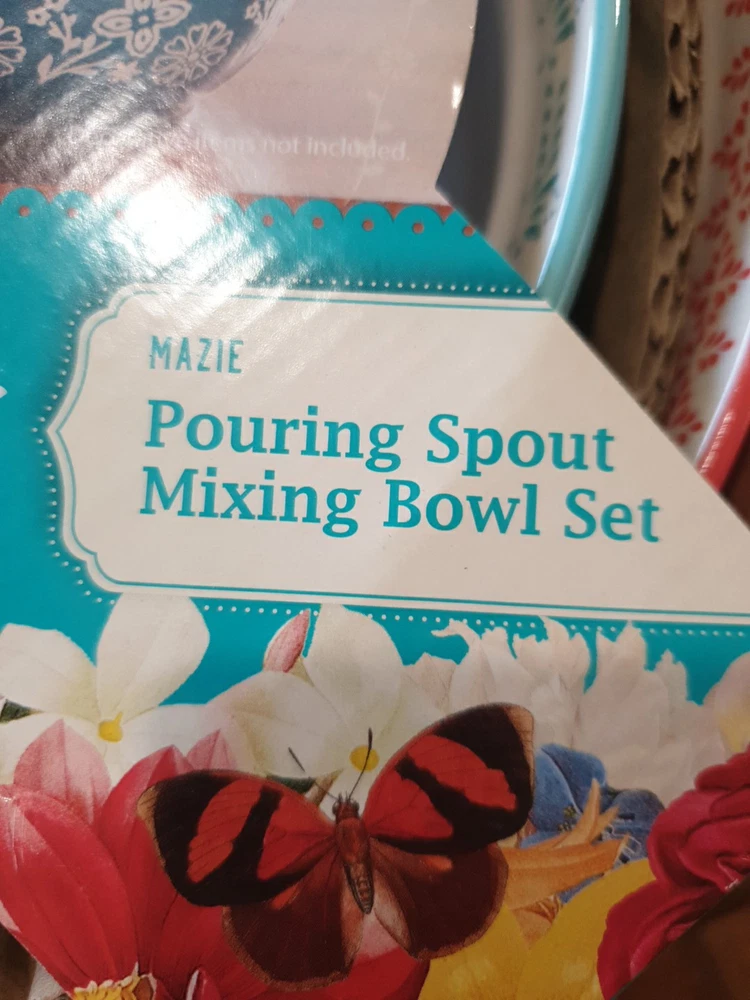 items not included.
MAZIE
Pouring Spout
Mixing Bowl Set